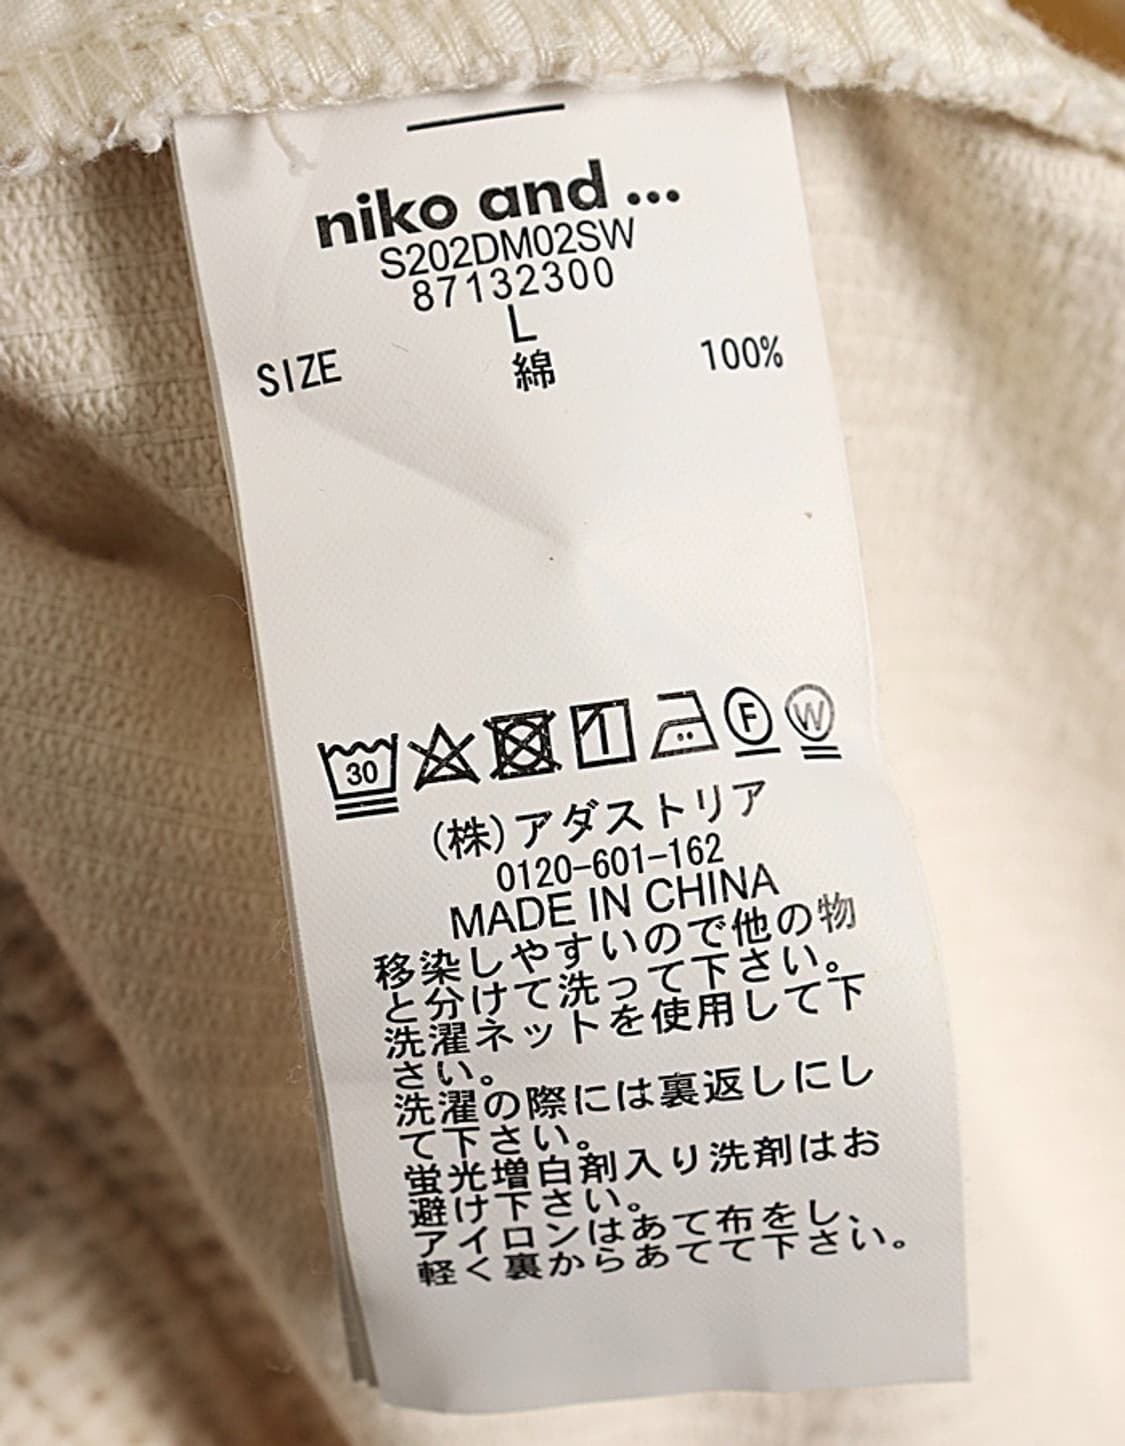 niko and ...
S202DM02SW
87132300
L
SIZE 綿 100%
30 F W
(株)アダストリア
0120-601-162
MADE IN CHINA
移染しやすいので他の物
と分けて洗って下さい。
洗濯ネットを使用して下
さい。
洗濯の際には裏返しにし
て下さい。
蛍光増白剤入り洗剤はお
避け下さい。
アイロンはあて布をし、
軽く裏からあてて下さい。